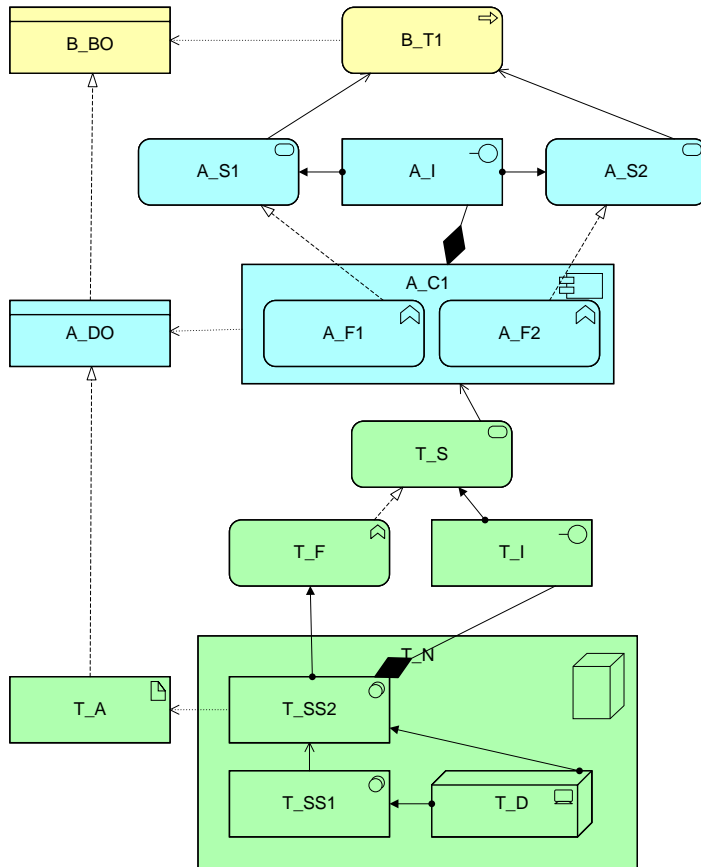 B_BO
B_T1
A_S1
A_I
A_S2
A_C1
A_DO
A_F1
A_F2
T_S
T_F
T_I
T_N
T_A
T_SS2
T_SS1
T_D